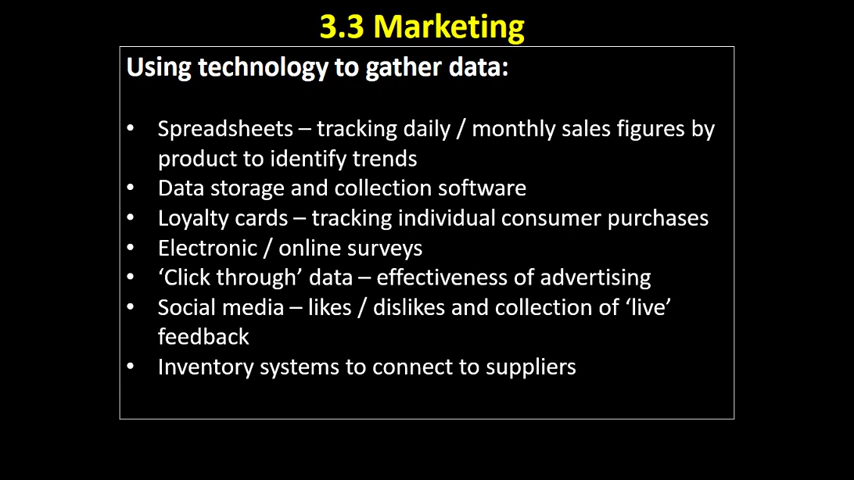 3.3 Marketing
Using technology to gather data:
• Spreadsheets – tracking daily / monthly sales figures by
product to identify trends
• Data storage and collection software
• Loyalty cards – tracking individual consumer purchases
• Electronic / online surveys
• ‘Click through’ data – effectiveness of advertising
• Social media – likes / dislikes and collection of ‘live’
feedback
• Inventory systems to connect to suppliers